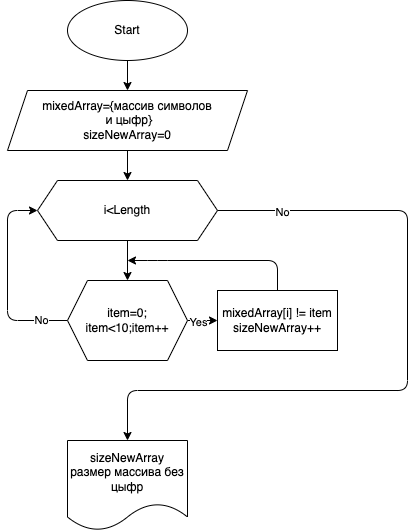 Start
mixedArray={массив символов
и цыфр}
sizeNewArray=0
i<Length
No
item=0;
item<10;item++
No
Yes
mixedArray[i] != item
sizeNewArray++
sizeNewArray
размер массива без
цыфр